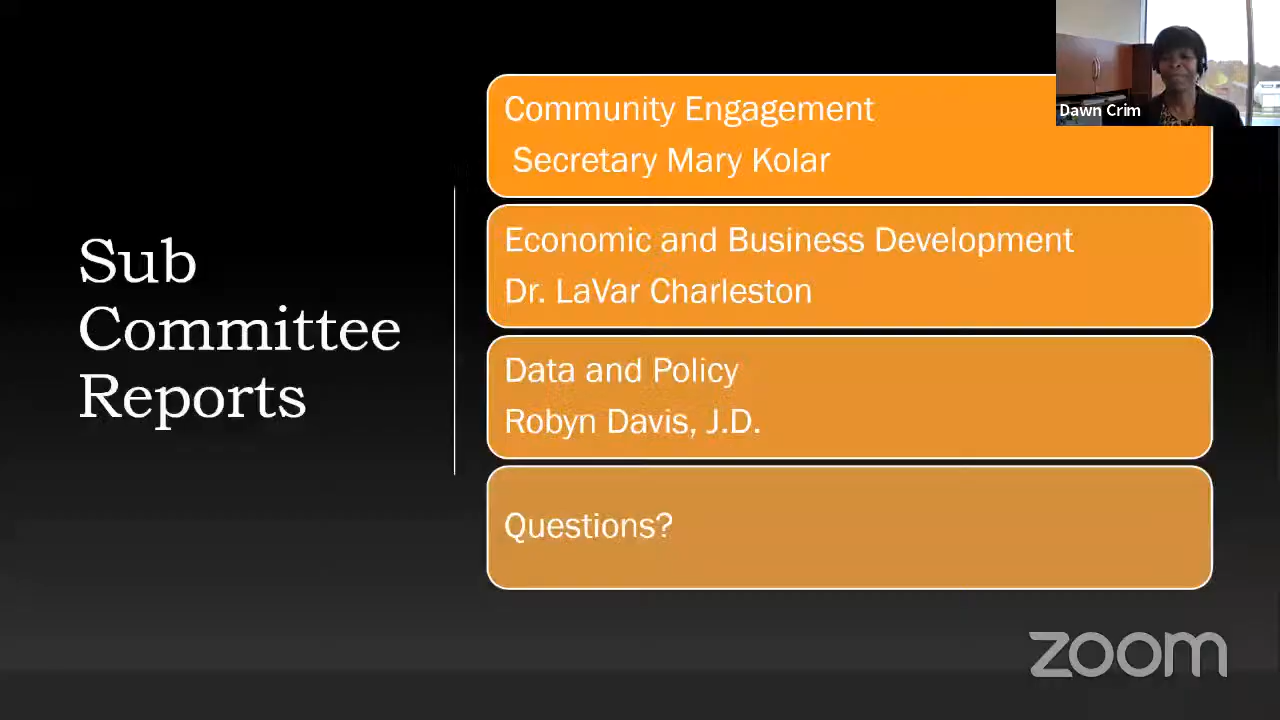 Sub
Committee
Reports
Community Engagement
Secretary Mary Kolar
Economic and Business Development
Dr. LaVar Charleston
Data and Policy
Robyn Davis, J.D.
Questions?
Dawn Crim
zoom